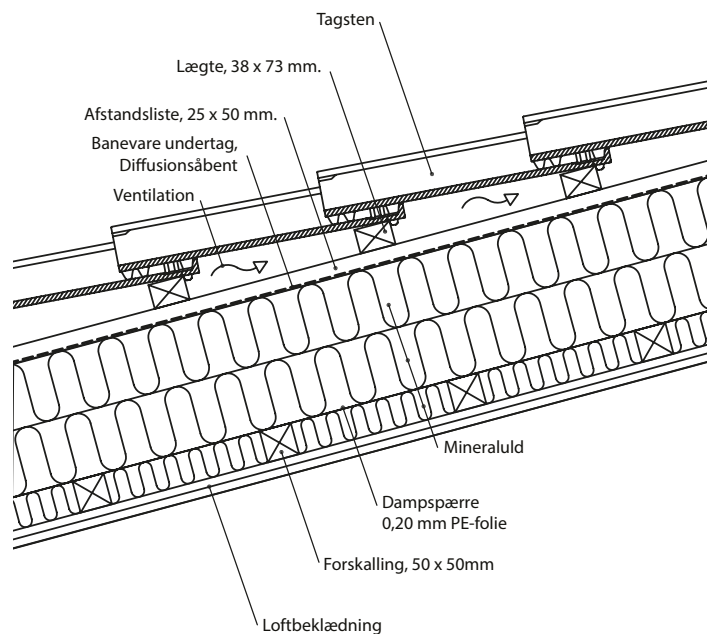 Tagsten
Lægte, 38 x 73 mm.
Afstandsliste, 25 x 50 mm.
Banevare undertag,
Diffusionsåbent
Ventilation
Mineraluld
Dampspærre
0,20 mm PE-folie
Forskalling, 50 x 50mm
Loftbeklædning